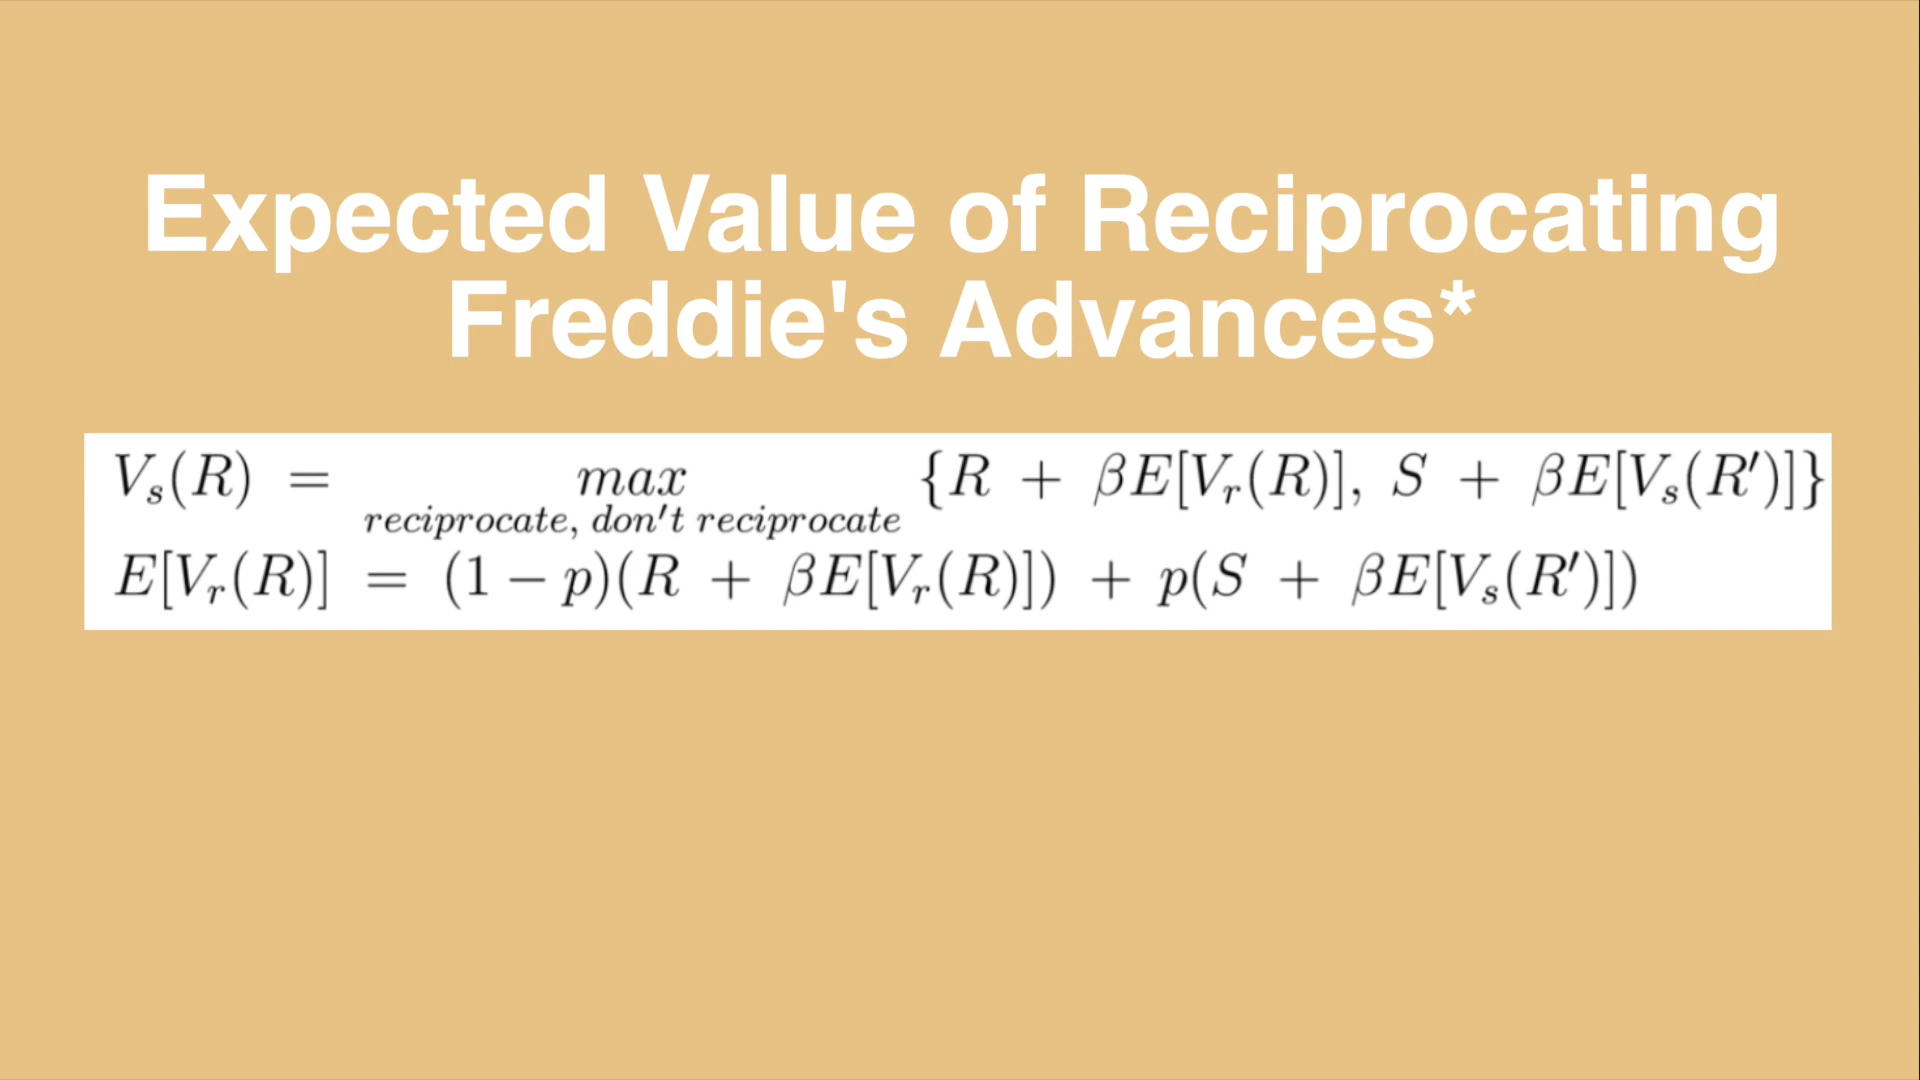 Expected Value of Reciprocating
Freddie's Advances*
V_s(R) = max {R + βE[V_r(R)], S + βE[V_s(R′)]}
reciprocate, don't reciprocate
E[V_r(R)] = (1 − p)(R + βE[V_r(R)]) + p(S + βE[V_s(R′)])